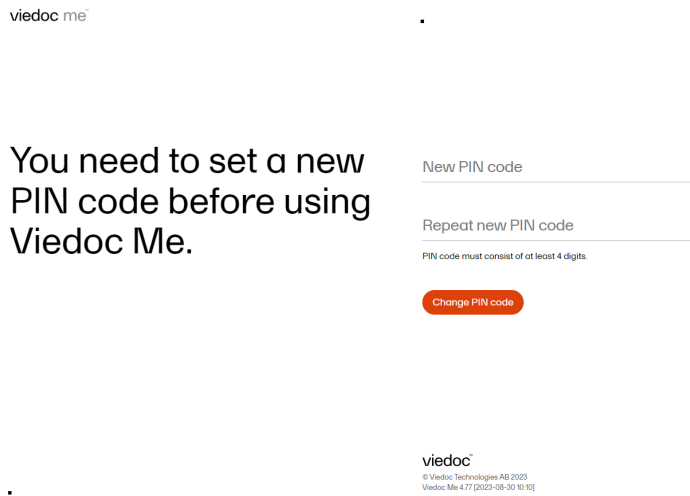 viedoc me™
You need to set a new
PIN code before using
Viedoc Me.
New PIN code
Repeat new PIN code
PIN code must consist of at least 4 digits.
Change PIN code
viedoc™
© Viedoc Technologies AB 2023
Viedoc Me 4.77 [2023-08-30 10:10]